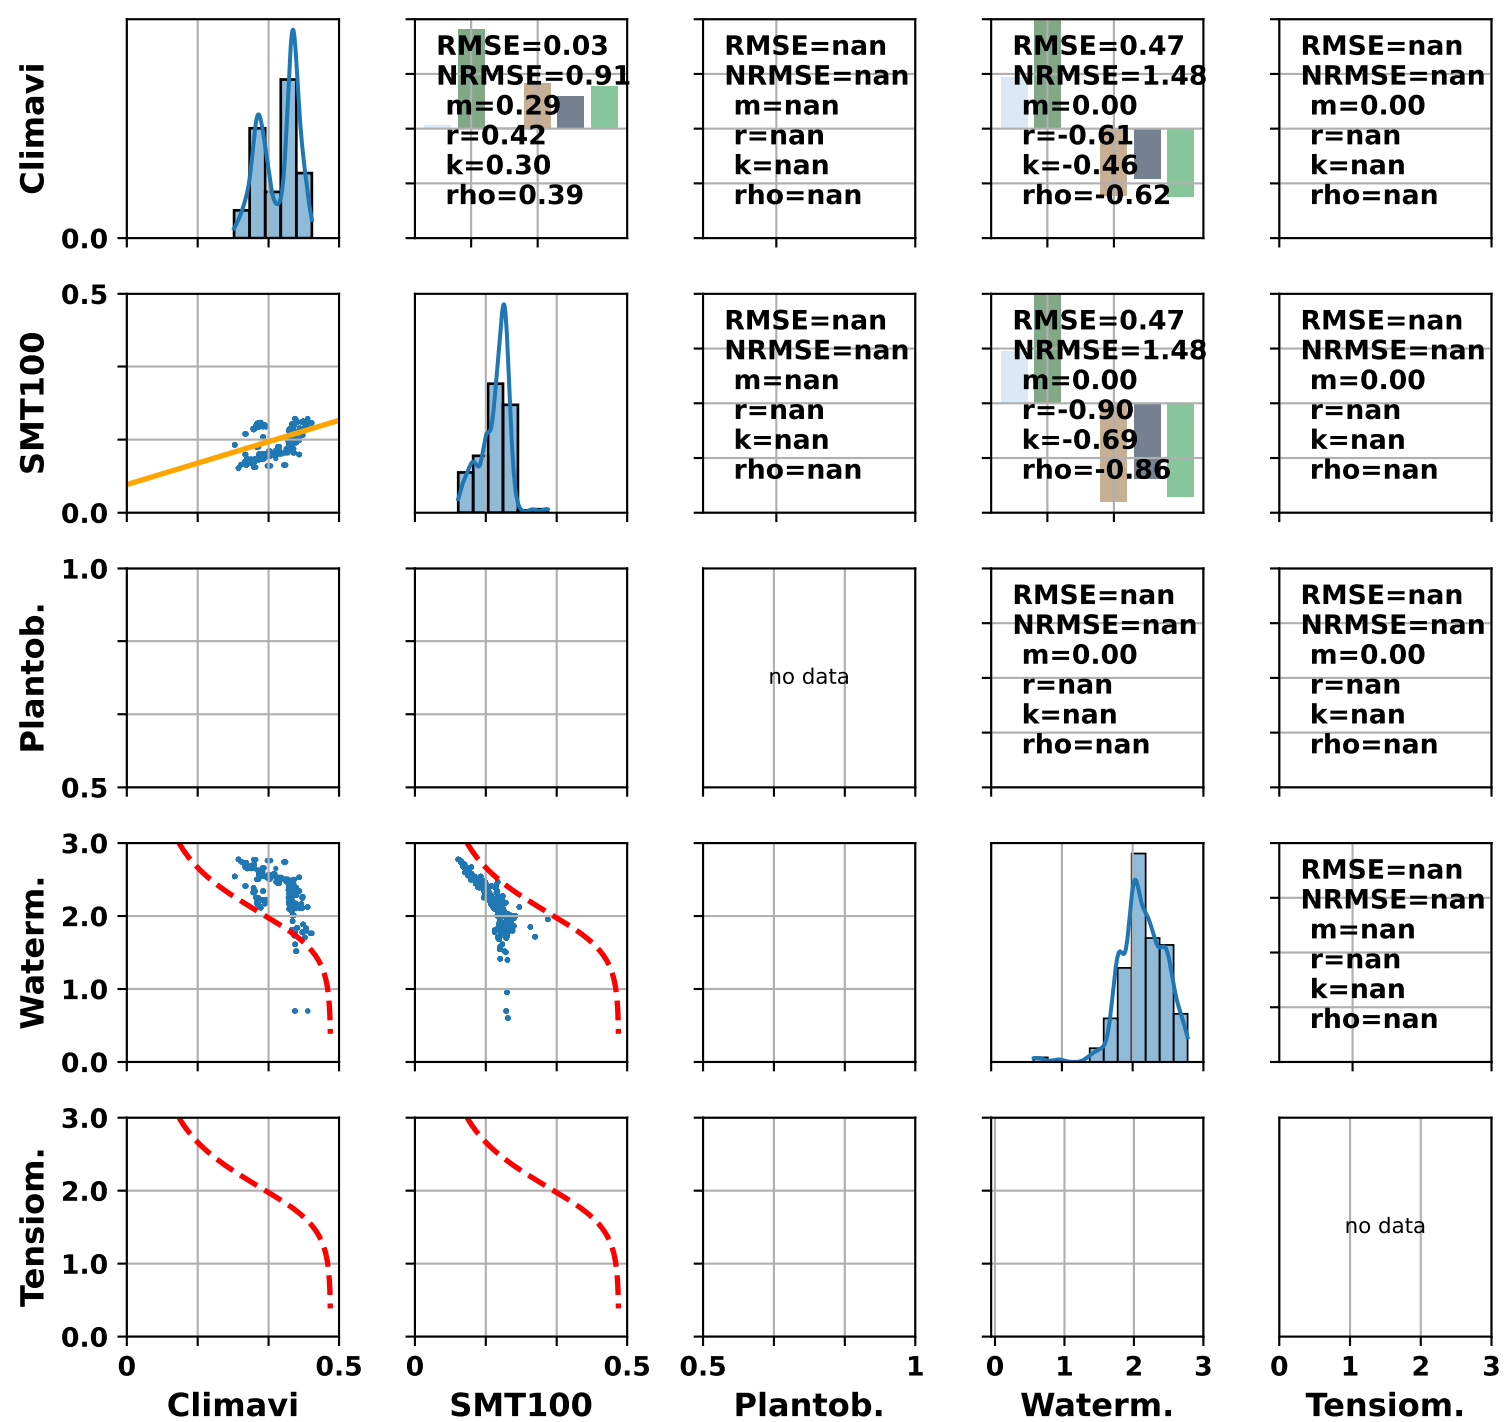 Climavi
0.0
RMSE=0.03
NRMSE=0.91
m=0.29
r=0.42
k=0.30
rho=0.39
RMSE=nan
NRMSE=nan
m=nan
r=nan
k=nan
rho=nan
RMSE=0.47
NRMSE=1.48
m=0.00
r=-0.61
k=-0.46
rho=-0.62
RMSE=nan
NRMSE=nan
m=0.00
r=nan
k=nan
rho=nan
SMT100
0.5
0.0
RMSE=nan
NRMSE=nan
m=nan
r=nan
k=nan
rho=nan
RMSE=0.47
NRMSE=1.48
m=0.00
r=-0.90
k=-0.69
rho=-0.86
RMSE=nan
NRMSE=nan
m=0.00
r=nan
k=nan
rho=nan
Plantob.
1.0
0.5
no data
RMSE=nan
NRMSE=nan
m=0.00
r=nan
k=nan
rho=nan
RMSE=nan
NRMSE=nan
m=0.00
r=nan
k=nan
rho=nan
Waterm.
3.0
2.0
1.0
0.0
RMSE=nan
NRMSE=nan
m=nan
r=nan
k=nan
rho=nan
Tensiom.
3.0
2.0
1.0
0.0
no data
0 0.5 0 0.5 0.5 1 0 1 2 3 0 1 2 3
Climavi SMT100 Plantob. Waterm. Tensiom.